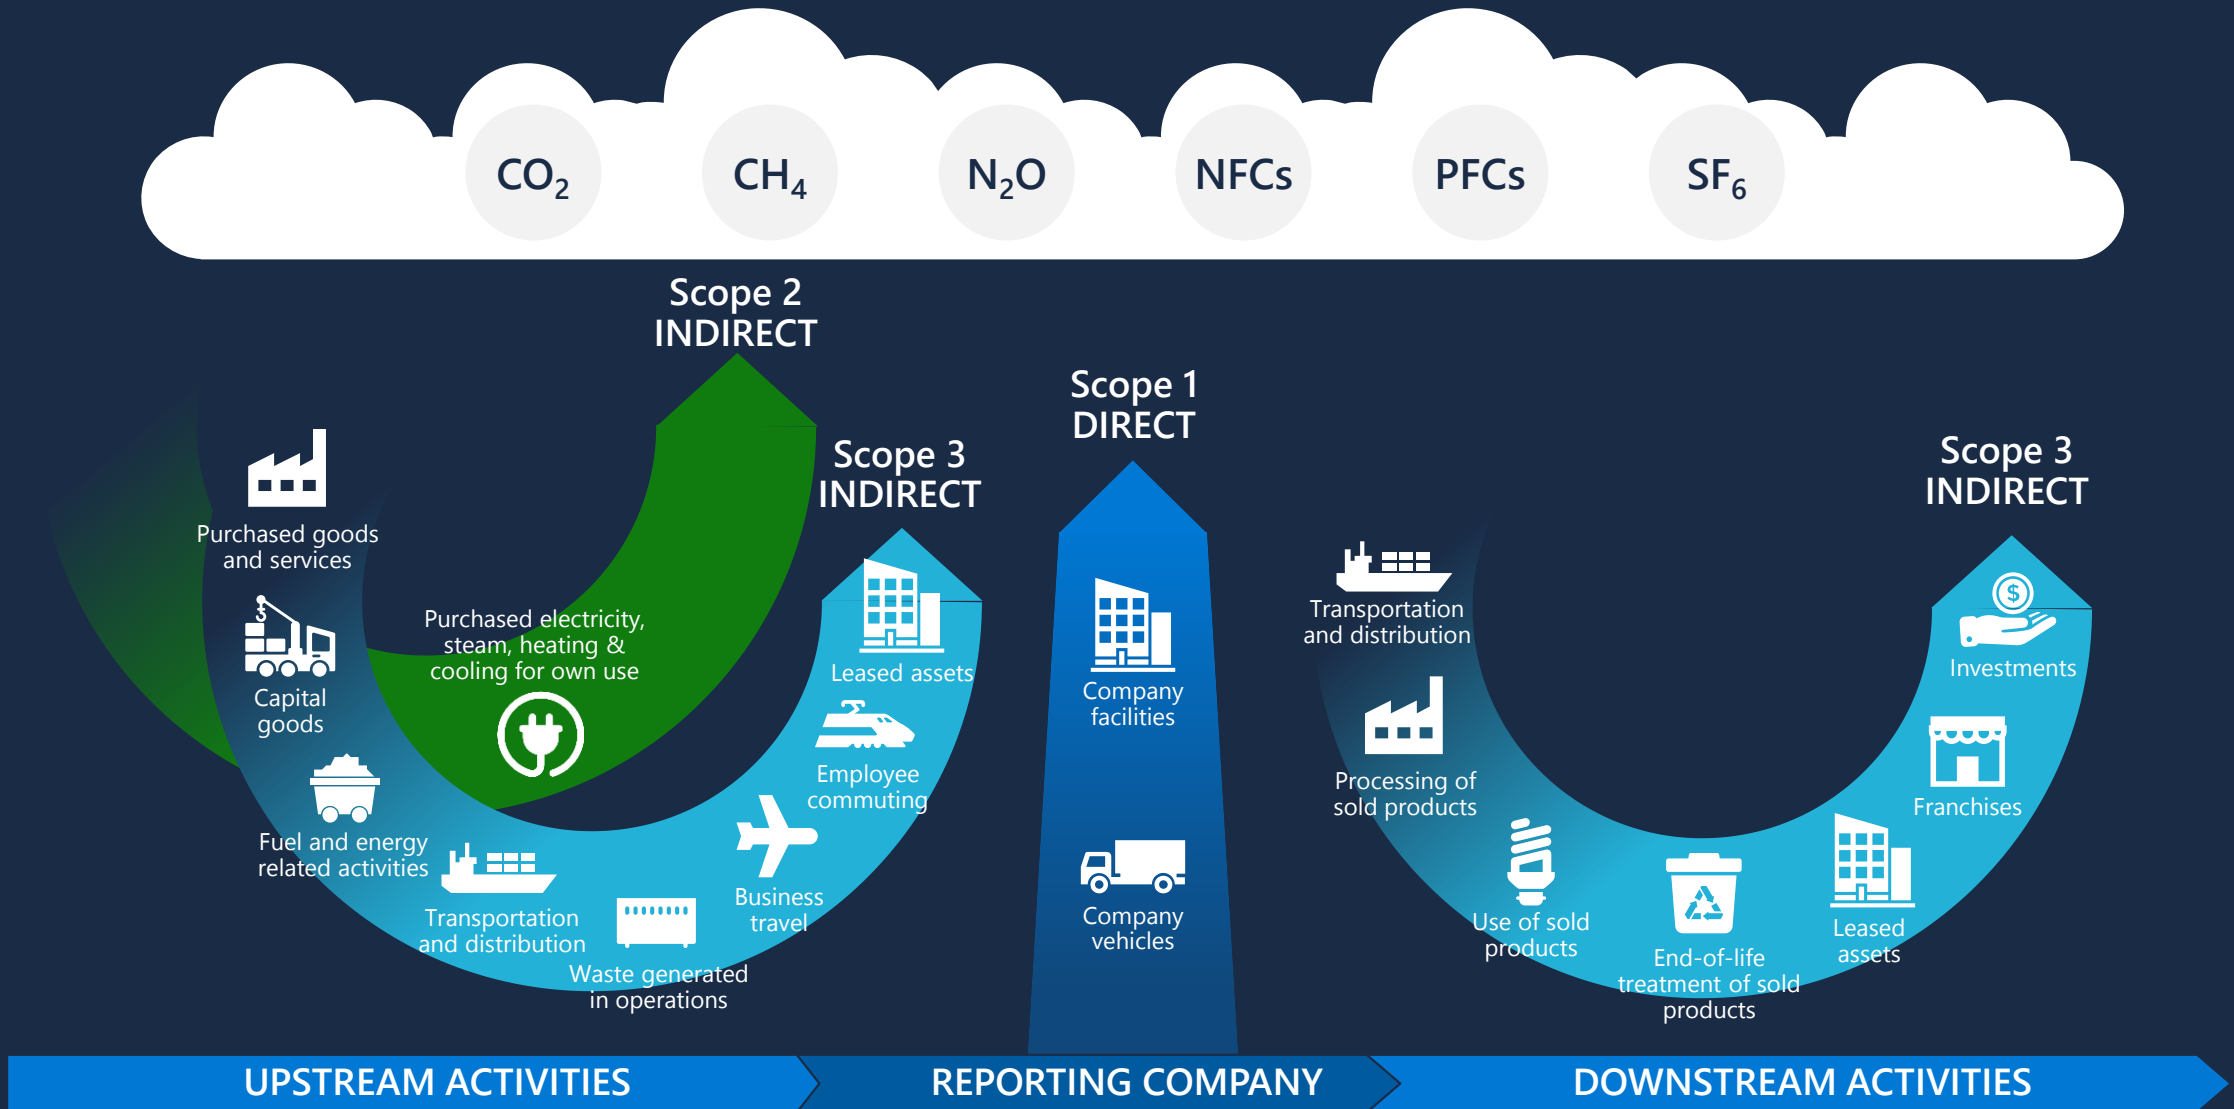 CO₂
CH₄
N₂O
NFCs
PFCs
SF₆
Scope 2
INDIRECT
Purchased electricity,
steam, heating &
cooling for own use
Scope 3
INDIRECT
Purchased goods
and services
Capital
goods
Fuel and energy
related activities
Transportation
and distribution
Waste generated
in operations
Business
travel
Employee
commuting
Leased assets
Scope 1
DIRECT
Company
facilities
Company
vehicles
Scope 3
INDIRECT
Transportation
and distribution
Processing of
sold products
Use of sold
products
End-of-life
treatment of sold
products
Leased
assets
Franchises
$
Investments
UPSTREAM ACTIVITIES
REPORTING COMPANY
DOWNSTREAM ACTIVITIES